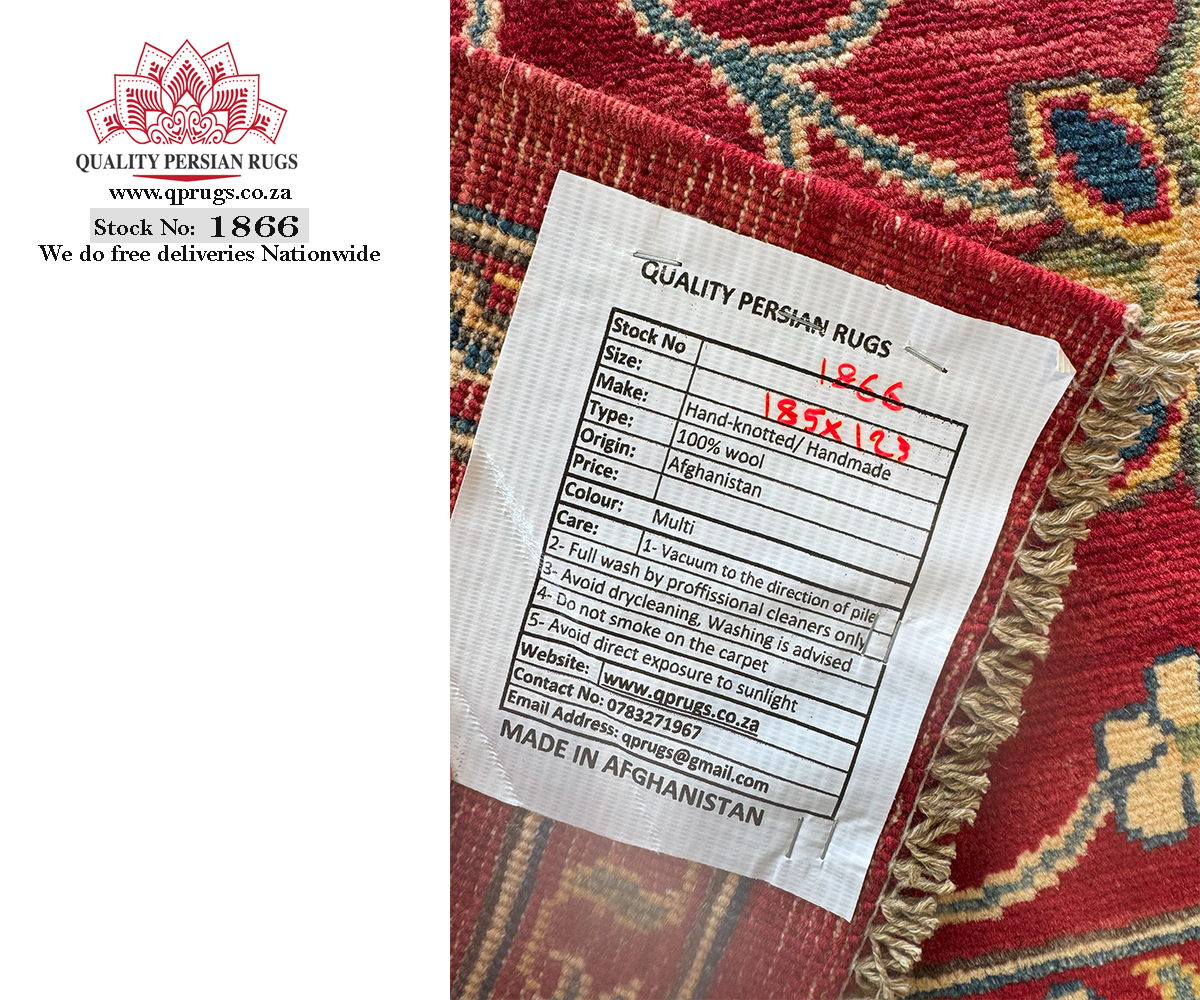 QUALITY PERSIAN RUGS
www.qprugs.co.za
Stock No: 1866
We do free deliveries Nationwide
QUALITY PERSIAN RUGS
Stock No 1866
Size: 185x123
Make: Hand-knotted/ Handmade
Type: 100% wool
Origin: Afghanistan
Price:
Colour: Multi
Care: 1- Vacuum to the direction of pile
2- Full wash by proffissional cleaners only
3- Avoid drycleaning, Washing is advised
4- Do not smoke on the carpet
5- Avoid direct exposure to sunlight
Website: www.qprugs.co.za
Contact No: 0783271967
Email Address: qprugs@gmail.com
MADE IN AFGHANISTAN